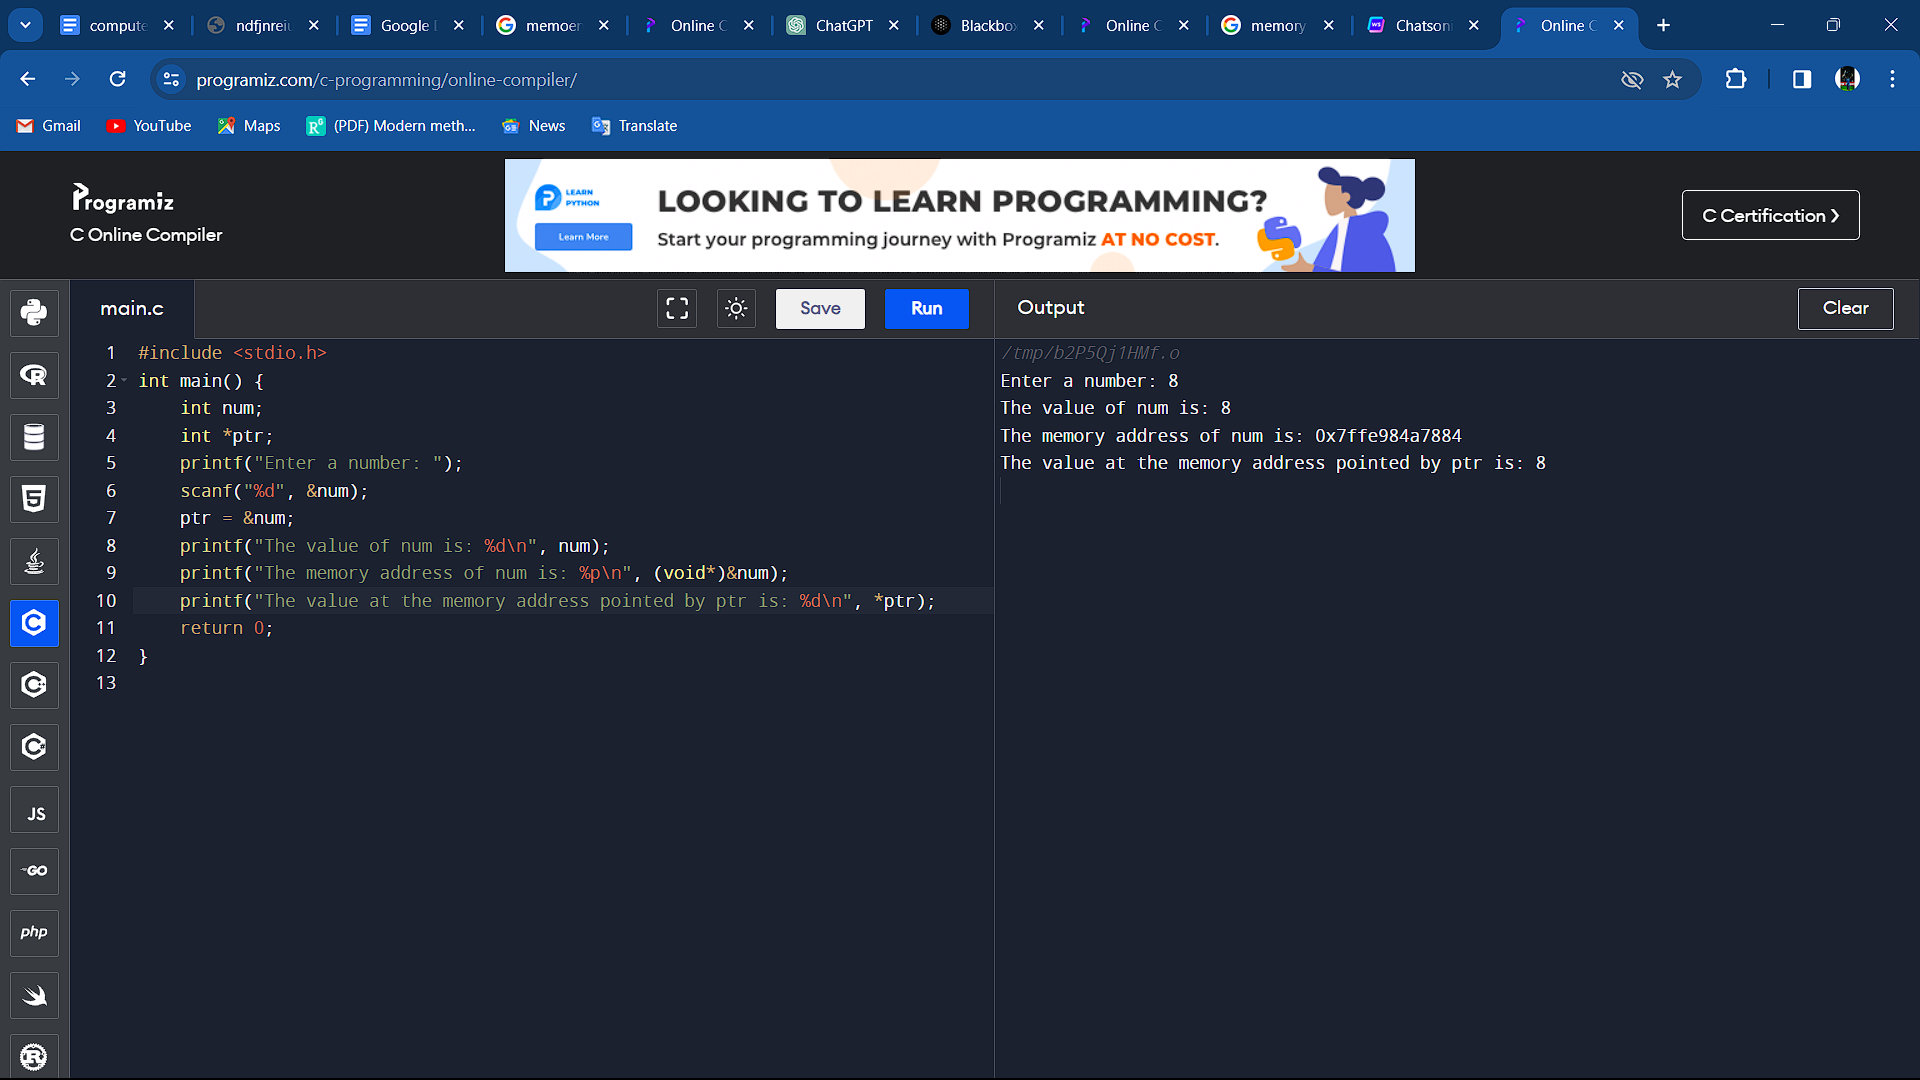 compute
ndfjnreiu
Google D
memoer
Online C
ChatGPT
Blackbox
Online C
memory
Chatson
Online C
programiz.com/c-programming/online-compiler/
Gmail
YouTube
Maps
(PDF) Modern meth...
News
Translate
Programiz
C Online Compiler
LEARN PYTHON
Learn More
LOOKING TO LEARN PROGRAMMING?
Start your programming journey with Programiz AT NO COST.
C Certification ❯
main.c
Save
Run
Output
Clear
1 #include <stdio.h>
2 int main() {
3 int num;
4 int *ptr;
5 printf("Enter a number: ");
6 scanf("%d", &num);
7 ptr = &num;
8 printf("The value of num is: %d\n", num);
9 printf("The memory address of num is: %p\n", (void*)&num);
10 printf("The value at the memory address pointed by ptr is: %d\n", *ptr);
11 return 0;
12 }
13
/tmp/b2P5Qj1HMf.o
Enter a number: 8
The value of num is: 8
The memory address of num is: 0x7ffe984a7884
The value at the memory address pointed by ptr is: 8
JS
GO
php